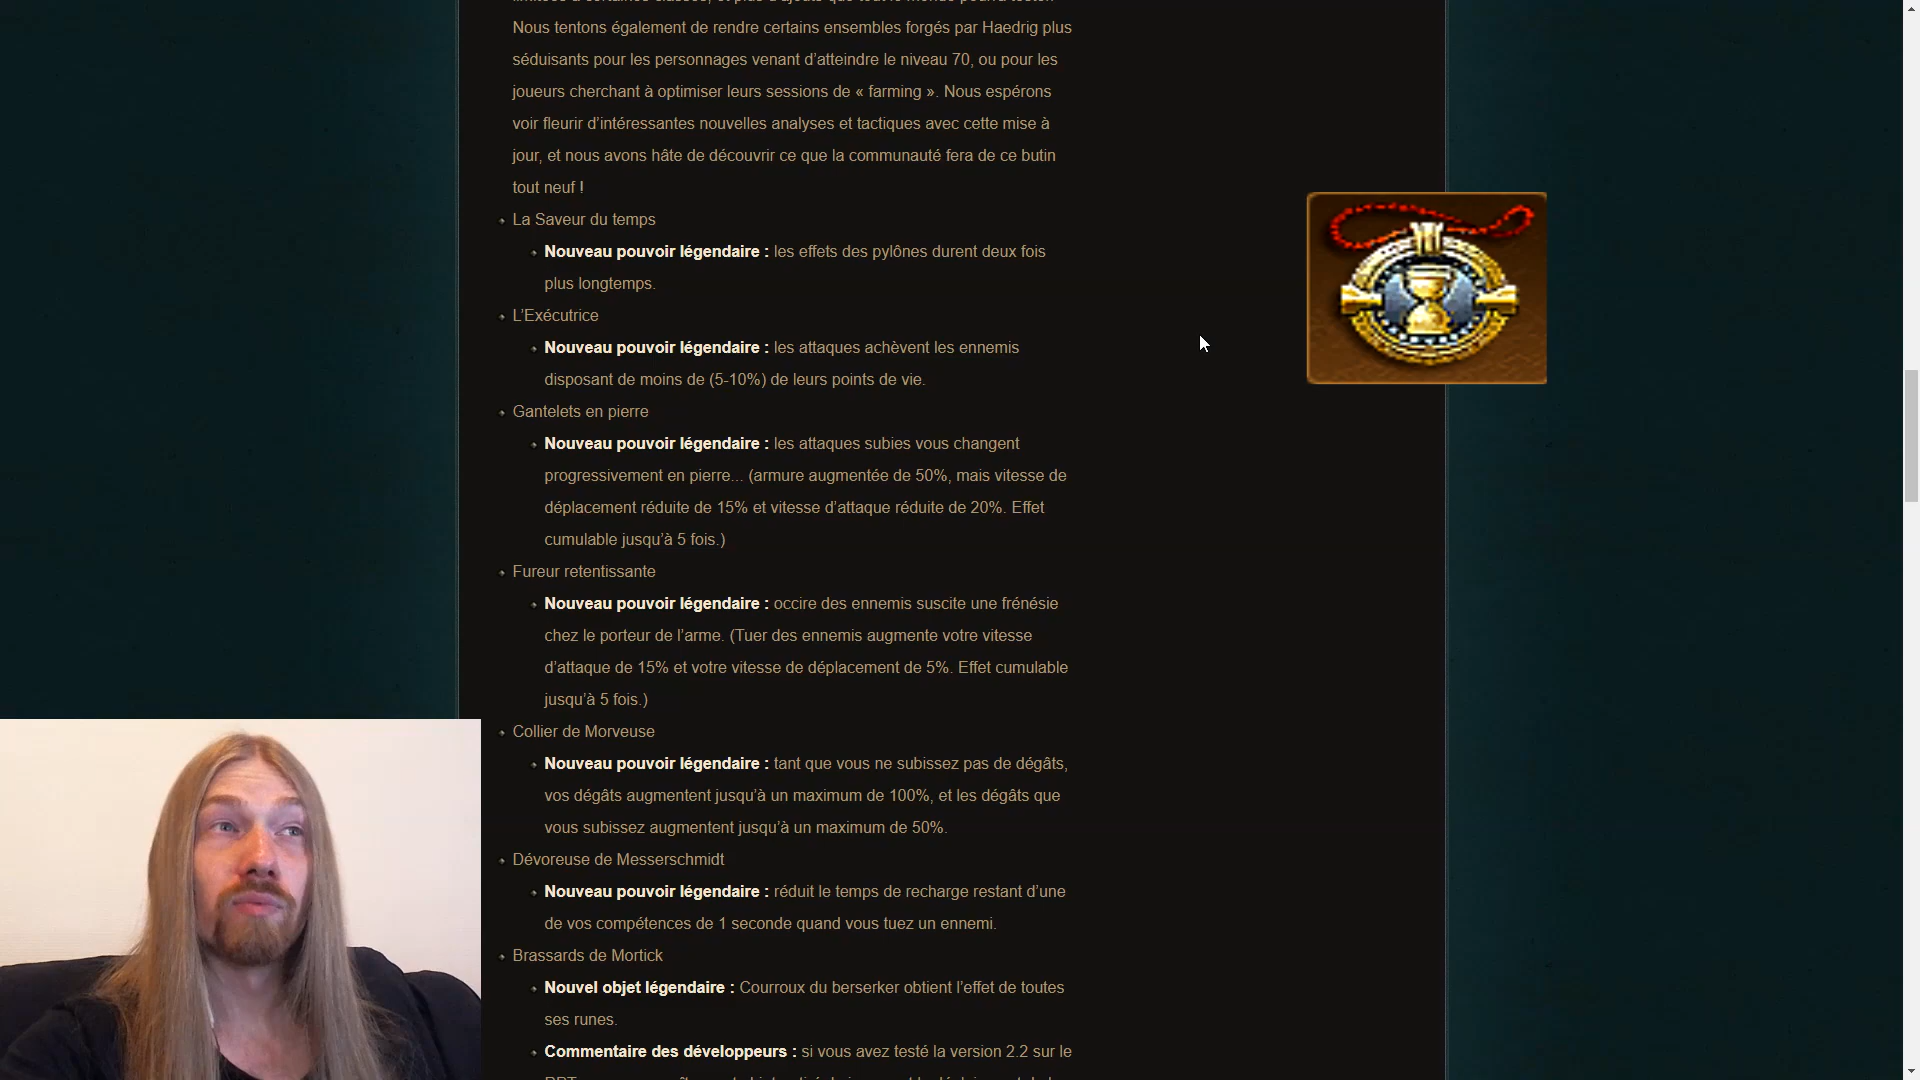 Nous tentons également de rendre certains ensembles forgés par Haedrig plus
séduisants pour les personnages venant d’atteindre le niveau 70, ou pour les
joueurs cherchant à optimiser leurs sessions de « farming ». Nous espérons
voir fleurir d’intéressantes nouvelles analyses et tactiques avec cette mise à
jour, et nous avons hâte de découvrir ce que la communauté fera de ce butin
tout neuf !
La Saveur du temps
Nouveau pouvoir légendaire : les effets des pylônes durent deux fois
plus longtemps.
L’Exécutrice
Nouveau pouvoir légendaire : les attaques achèvent les ennemis
disposant de moins de (5-10%) de leurs points de vie.
Gantelets en pierre
Nouveau pouvoir légendaire : les attaques subies vous changent
progressivement en pierre... (armure augmentée de 50%, mais vitesse de
déplacement réduite de 15% et vitesse d’attaque réduite de 20%. Effet
cumulable jusqu’à 5 fois.)
Fureur retentissante
Nouveau pouvoir légendaire : occire des ennemis suscite une frénésie
chez le porteur de l’arme. (Tuer des ennemis augmente votre vitesse
d’attaque de 15% et votre vitesse de déplacement de 5%. Effet cumulable
jusqu’à 5 fois.)
Collier de Morveuse
Nouveau pouvoir légendaire : tant que vous ne subissez pas de dégâts,
vos dégâts augmentent jusqu’à un maximum de 100%, et les dégâts que
vous subissez augmentent jusqu’à un maximum de 50%.
Dévoreuse de Messerschmidt
Nouveau pouvoir légendaire : réduit le temps de recharge restant d’une
de vos compétences de 1 seconde quand vous tuez un ennemi.
Brassards de Mortick
Nouvel objet légendaire : Courroux du berserker obtient l’effet de toutes
ses runes.
Commentaire des développeurs : si vous avez testé la version 2.2 sur le